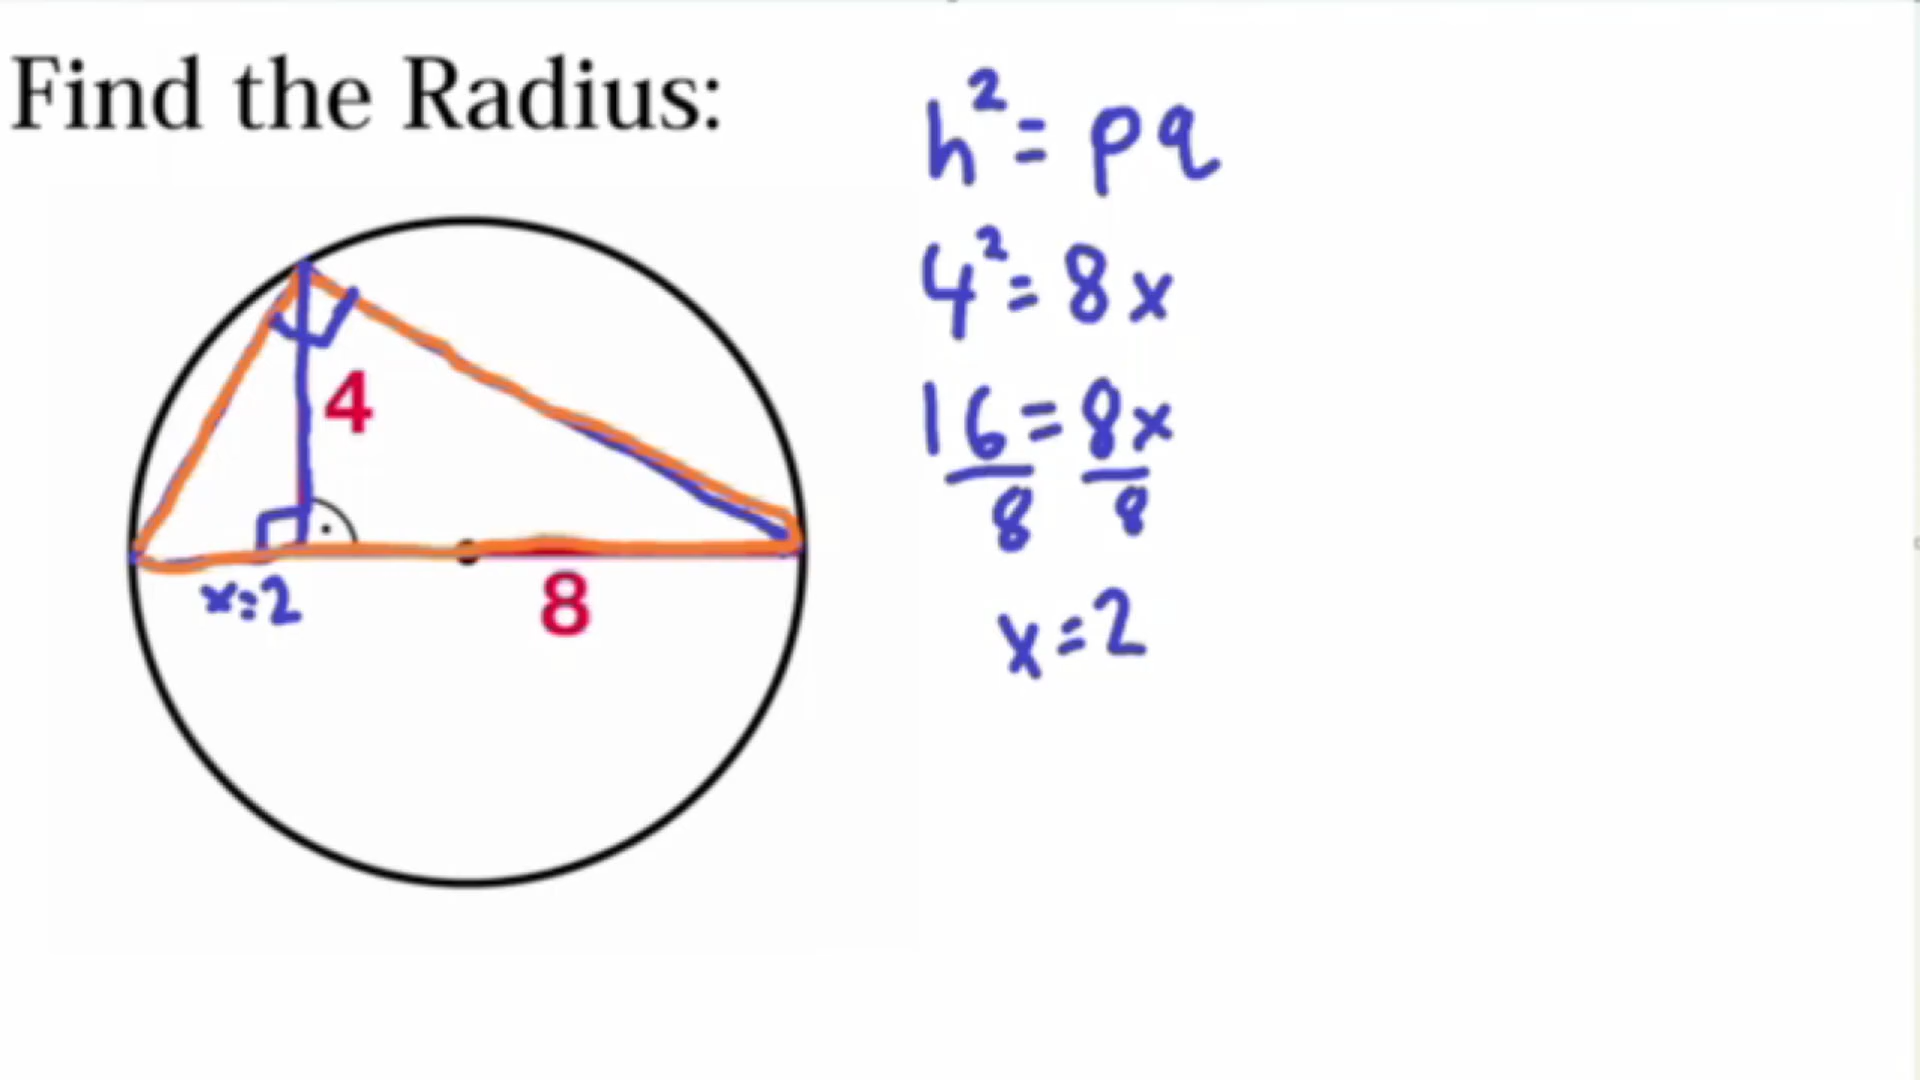 Find the Radius:
h² = pq
4² = 8x
16 = 8x
8 8
x = 2
4
x=2
8